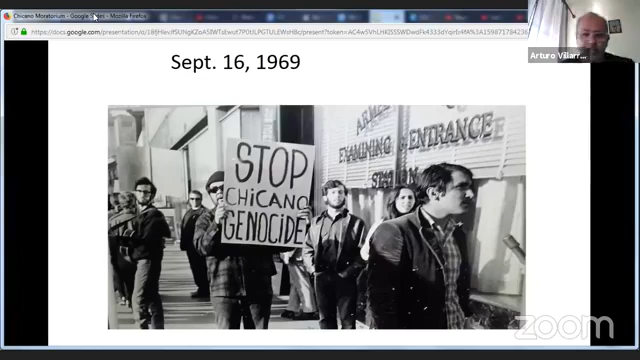 Chicano Moratorium - Google Slides - Mozilla Firefox
Arturo Villarr...
Sept. 16, 1969
STOP
CHICANO
GENOCIDE
ARMED
EXAMINING & ENTRANCE
STATION
zoom